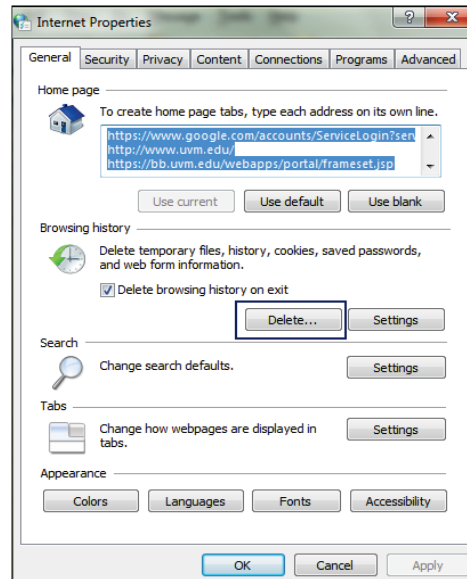 Internet Properties
?
X
General Security Privacy Content Connections Programs Advanced
Home page
To create home page tabs, type each address on its own line.
https://www.google.com/accounts/ServiceLogin?serv
http://www.uvm.edu/
https://bb.uvm.edu/webapps/portal/frameset.jsp
Use current Use default Use blank
Browsing history
Delete temporary files, history, cookies, saved passwords,
and web form information.
Delete browsing history on exit
Delete... Settings
Search
Change search defaults. Settings
Tabs
Change how webpages are displayed in
tabs.
Settings
Appearance
Colors Languages Fonts Accessibility
OK Cancel Apply